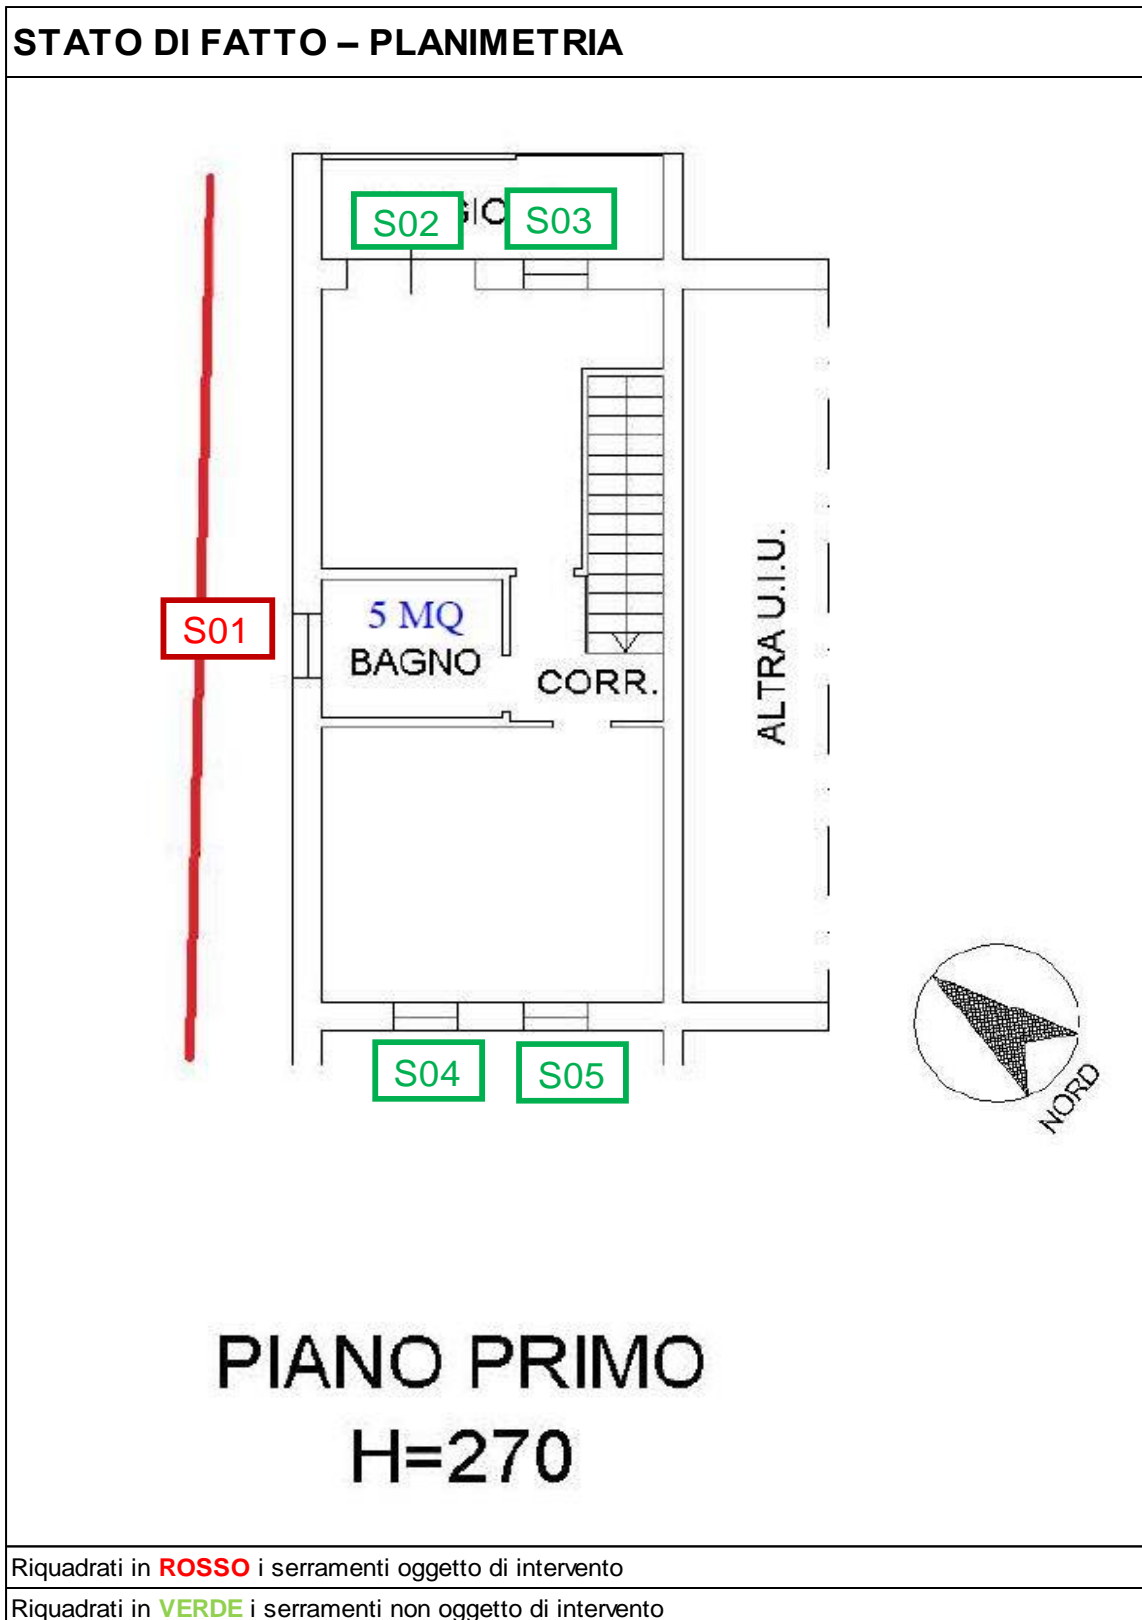 STATO DI FATTO – PLANIMETRIA
S02
S03
S01
5 MQ
BAGNO
CORR.
ALTRA U.I.U.
S04
S05
NORD
PIANO PRIMO
H=270
Riquadrati in ROSSO i serramenti oggetto di intervento
Riquadrati in VERDE i serramenti non oggetto di intervento